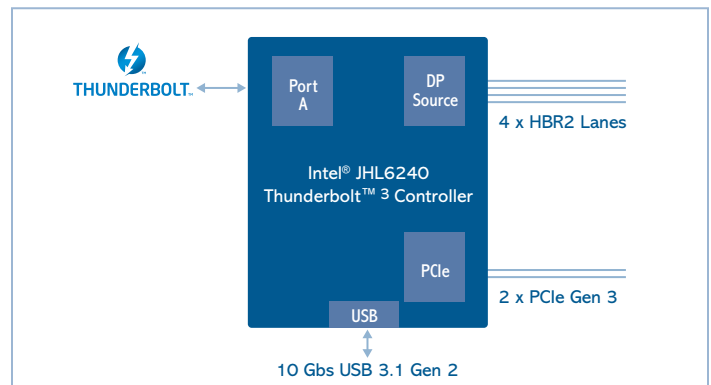 THUNDERBOLT™
Port
A
DP
Source
4 x HBR2 Lanes
Intel® JHL6240
Thunderbolt™ 3 Controller
PCIe
2 x PCIe Gen 3
USB
10 Gbs USB 3.1 Gen 2